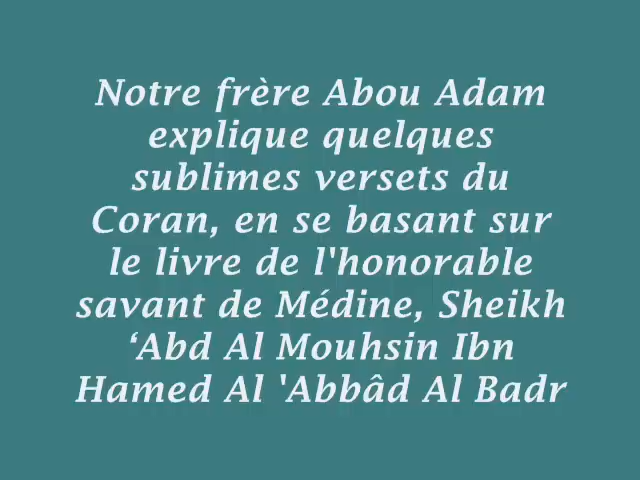 Notre frère Abou Adam
explique quelques
sublimes versets du
Coran, en se basant sur
le livre de l'honorable
savant de Médine, Sheikh
‘Abd Al Mouhsin Ibn
Hamed Al 'Abbâd Al Badr